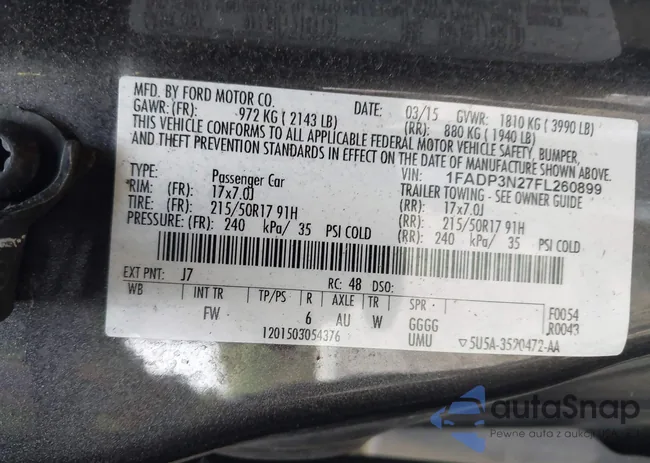 MFD. BY FORD MOTOR CO.
DATE: 03/15 GVWR: 1810 KG ( 3990 LB)
GAWR: (FR): 972 KG ( 2143 LB) (RR): 880 KG ( 1940 LB)
THIS VEHICLE CONFORMS TO ALL APPLICABLE FEDERAL MOTOR VEHICLE SAFETY, BUMPER,
AND THEFT PREVENTION STANDARDS IN EFFECT ON THE DATE OF MANUFACTURE SHOWN ABOVE.
VIN: 1FADP3N27FL260899
TYPE: Passenger Car TRAILER TOWING - SEE OWNER GUIDE
RIM: (FR): 17x7.0J (RR): 17x7.0J
TIRE: (FR): 215/50R17 91H (RR): 215/50R17 91H
PRESSURE: (FR): 240 kPa/ 35 PSI COLD (RR): 240 kPa/ 35 PSI COLD
EXT PNT: J7 RC: 48 DSO:
WB INT TR TP/PS R AXLE TR SPR
FW 6 AU W GGGG
UMU
F0054
R0043
1201503054376
▽5U5A-3520472-AA
autaSnap
Pewne auta z aukcji